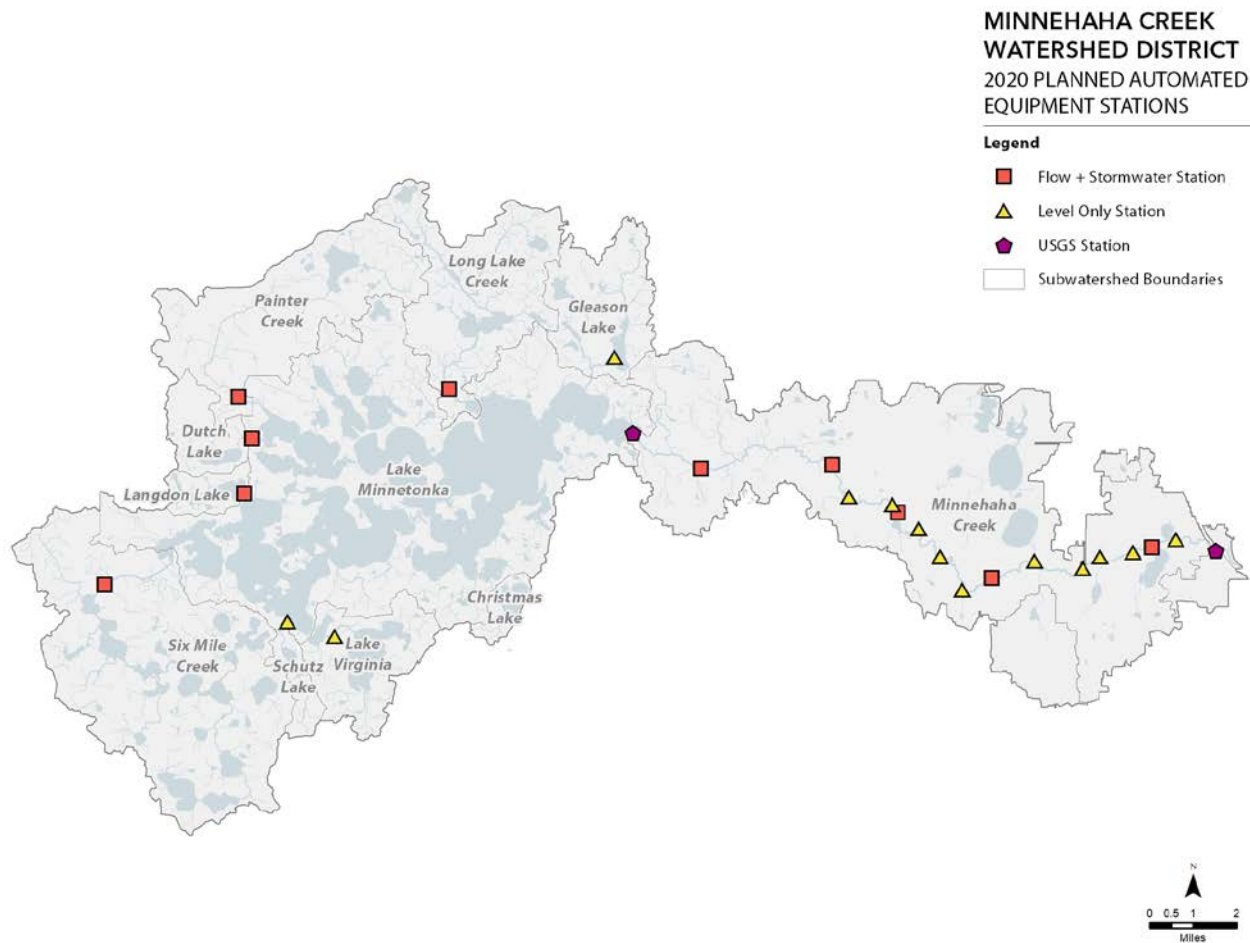 MINNEHAHA CREEK
WATERSHED DISTRICT
2020 PLANNED AUTOMATED
EQUIPMENT STATIONS
Legend
Flow + Stormwater Station
Level Only Station
USGS Station
Subwatershed Boundaries
Long Lake
Creek
Painter
Creek
Gleason
Lake
Dutch
Lake
Lake
Minnetonka
Langdon Lake
Minnehaha
Creek
Christmas
Lake
Six Mile
Creek
Schutz
Lake
Lake
Virginia
N
0 0.5 1 2
Miles